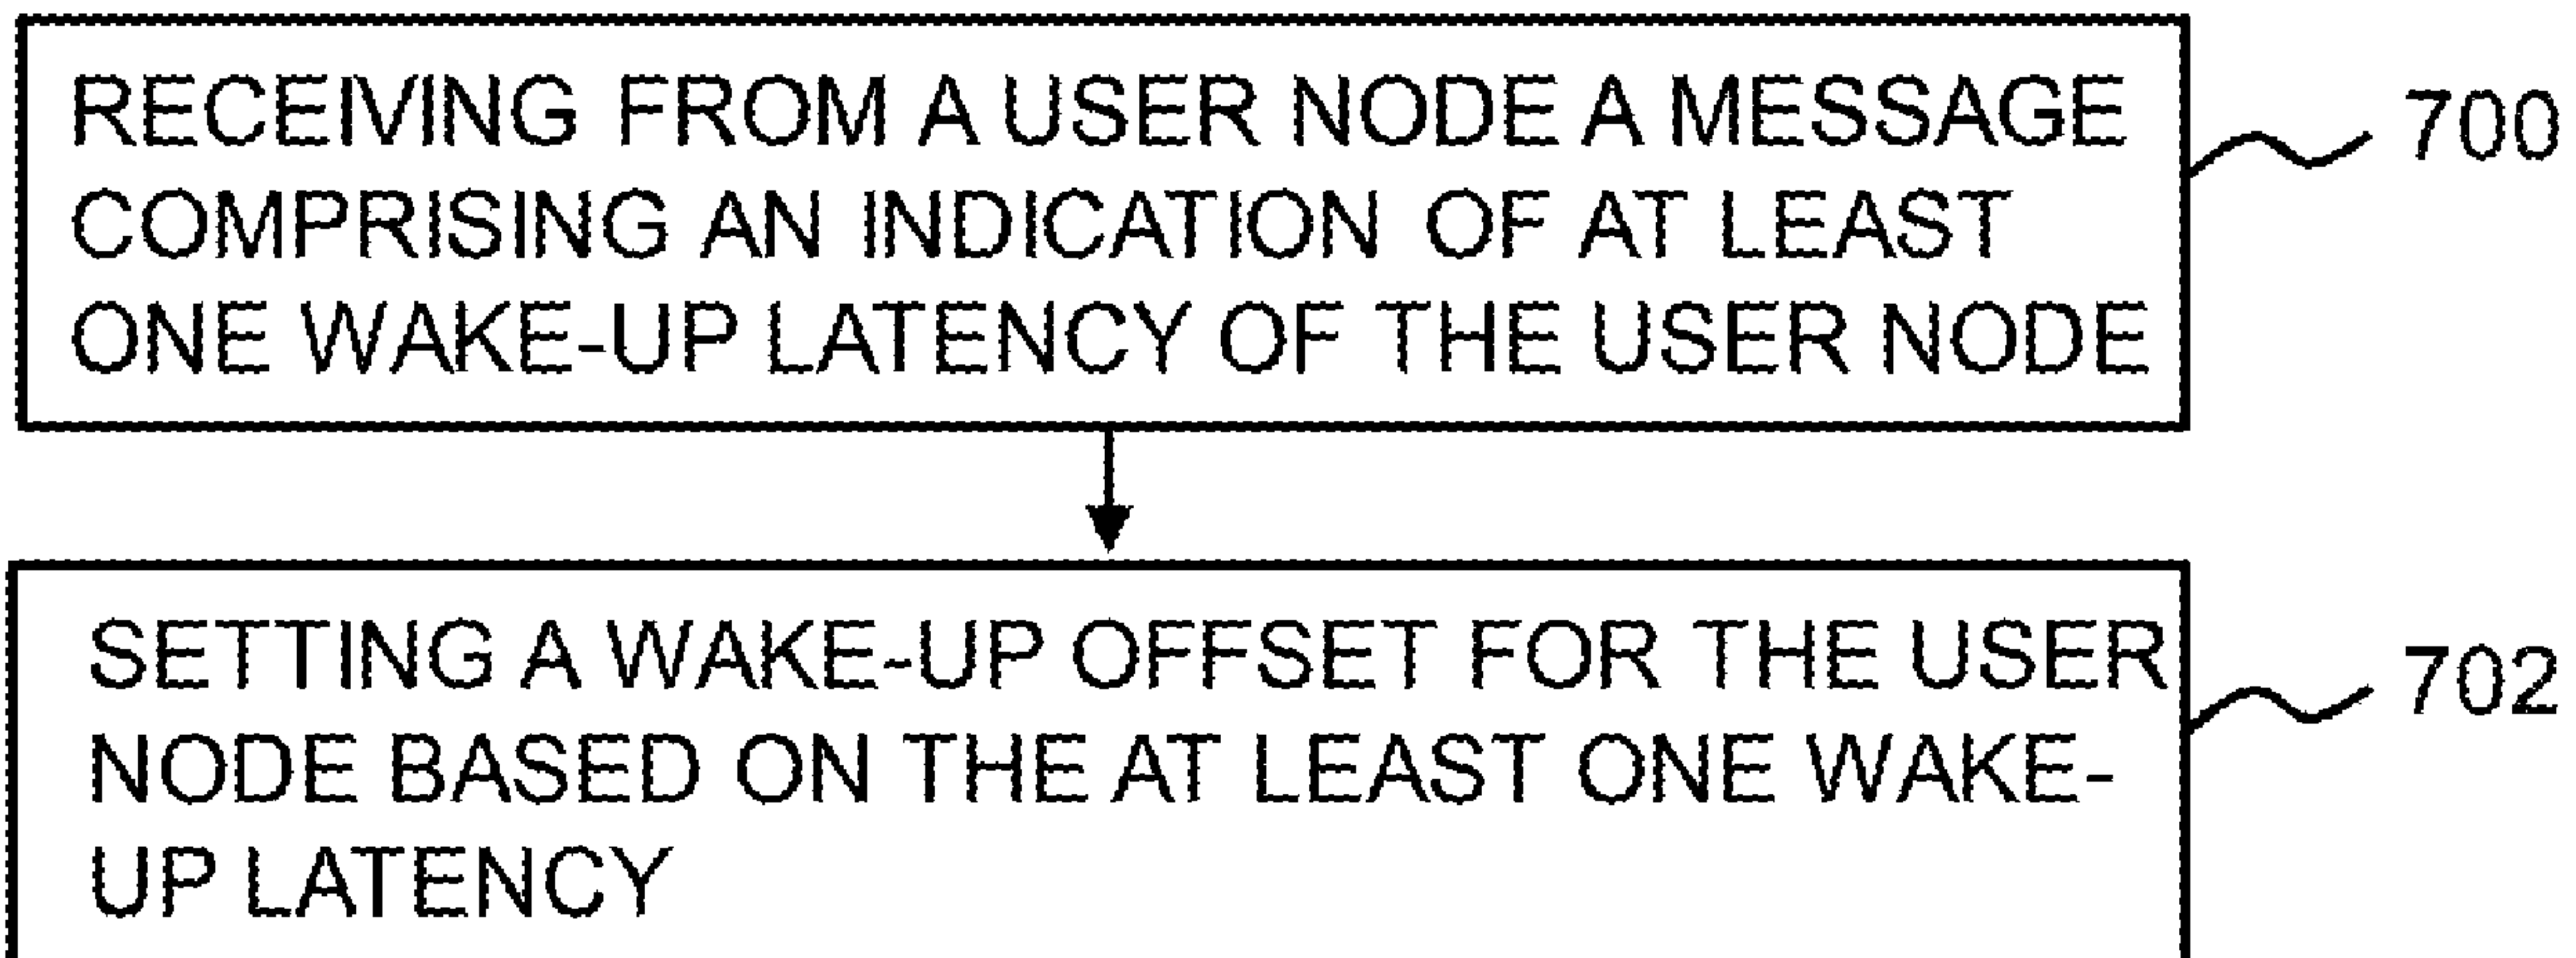 RECEIVING FROM A USER NODE A MESSAGE
COMPRISING AN INDICATION OF AT LEAST
ONE WAKE-UP LATENCY OF THE USER NODE
700
SETTING A WAKE-UP OFFSET FOR THE USER
NODE BASED ON THE AT LEAST ONE WAKE-
UP LATENCY
702